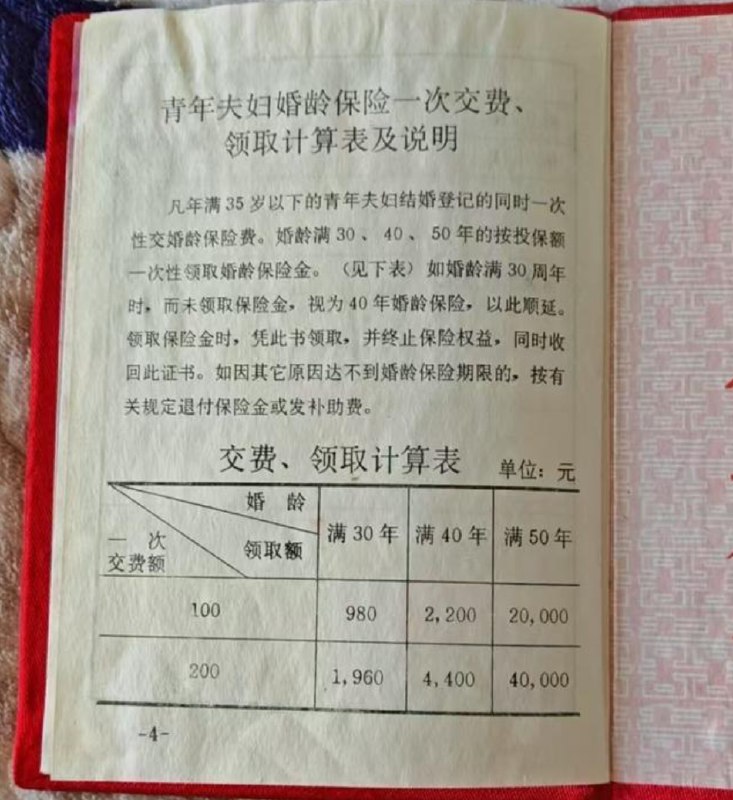 青年夫妇婚龄保险一次交费、
领取计算表及说明
凡年满35岁以下的青年夫妇结婚登记的同时一次
性交婚龄保险费。婚龄满30、40、50年的按投保额
一次性领取婚龄保险金。（见下表）如婚龄满30周年
时，而未领取保险金，视为40年婚龄保险，以此顺延。
领取保险金时，凭此书领取，并终止保险权益，同时收
回此证书。如因其它原因达不到婚龄保险期限的，按有
关规定退付保险金或发补助费。
交费、领取计算表 单位：元
婚 龄
领取额
一 次
交费额
满30年 满40年 满50年
100 980 2,200 20,000
200 1,960 4,400 40,000
-4-